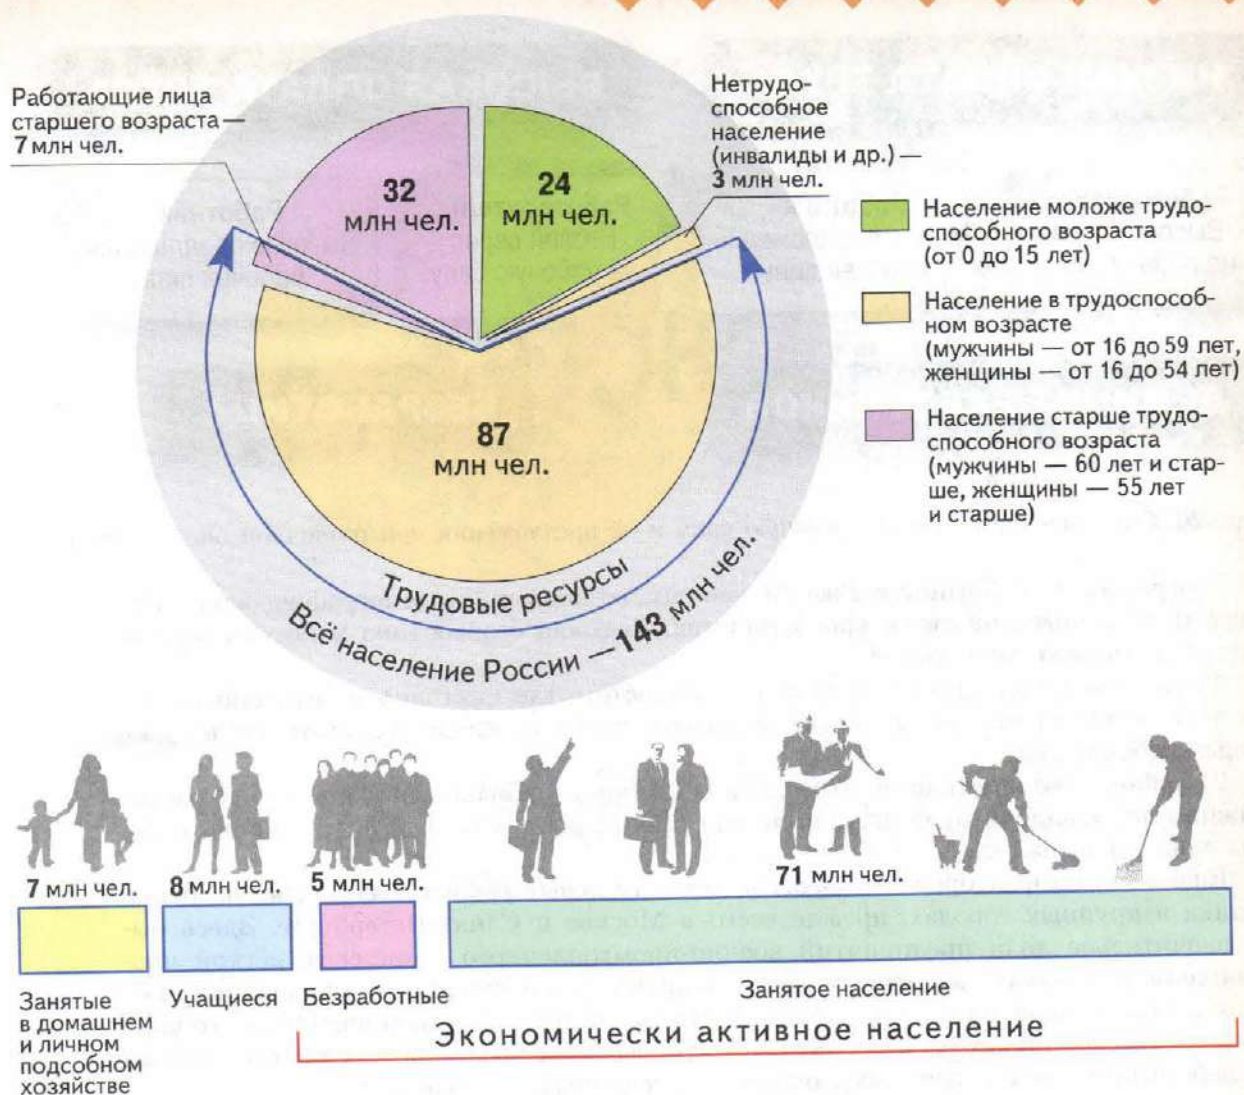 Работающие лица
старшего возраста —
7 млн чел.
32
млн чел.
24
млн чел.
Нетрудо-
способное
население
(инвалиды и др.) —
3 млн чел.
Население моложе трудо-
способного возраста
(от 0 до 15 лет)
Население в трудоспособ-
ном возрасте
(мужчины — от 16 до 59 лет,
женщины — от 16 до 54 лет)
Население старше трудо-
способного возраста
(мужчины — 60 лет и стар-
ше, женщины — 55 лет
и старше)
87
млн чел.
Трудовые ресурсы
Всё население России — 143 млн чел.
7 млн чел.
8 млн чел.
5 млн чел.
71 млн чел.
Занятые
в домашнем
и личном
подсобном
хозяйстве
Учащиеся
Безработные
Занятое население
Экономически активное население